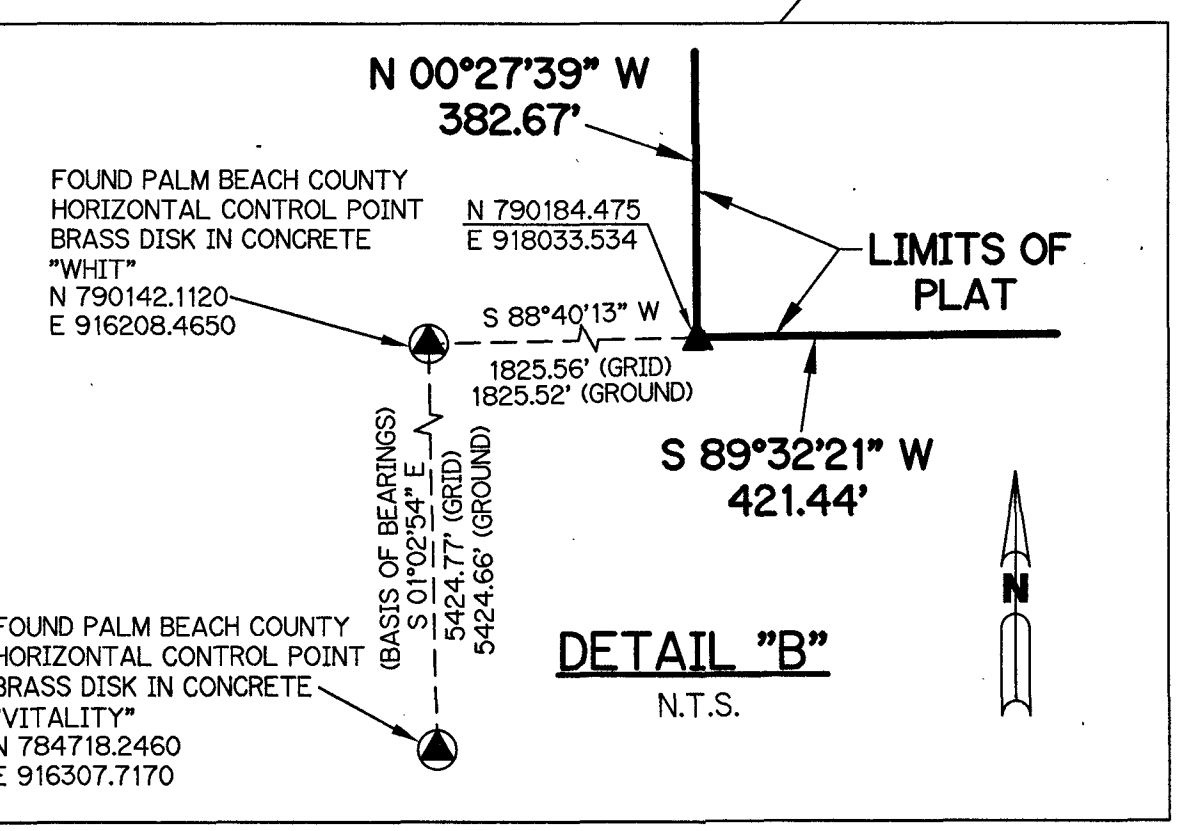 N 00°27'39" W
382.67'
FOUND PALM BEACH COUNTY
HORIZONTAL CONTROL POINT
BRASS DISK IN CONCRETE
"WHIT"
N 790142.1120
E 916208.4650
N 790184.475
E 918033.534
LIMITS OF
PLAT
S 88°40'13" W
1825.56' (GRID)
1825.52' (GROUND)
S 89°32'21" W
421.44'
(BASIS OF BEARINGS)
S 01°02'54" E
5424.77' (GRID)
5424.66' (GROUND)
FOUND PALM BEACH COUNTY
HORIZONTAL CONTROL POINT
BRASS DISK IN CONCRETE
"VITALITY"
N 784718.2460
E 916307.7170
DETAIL "B"
N.T.S.
N